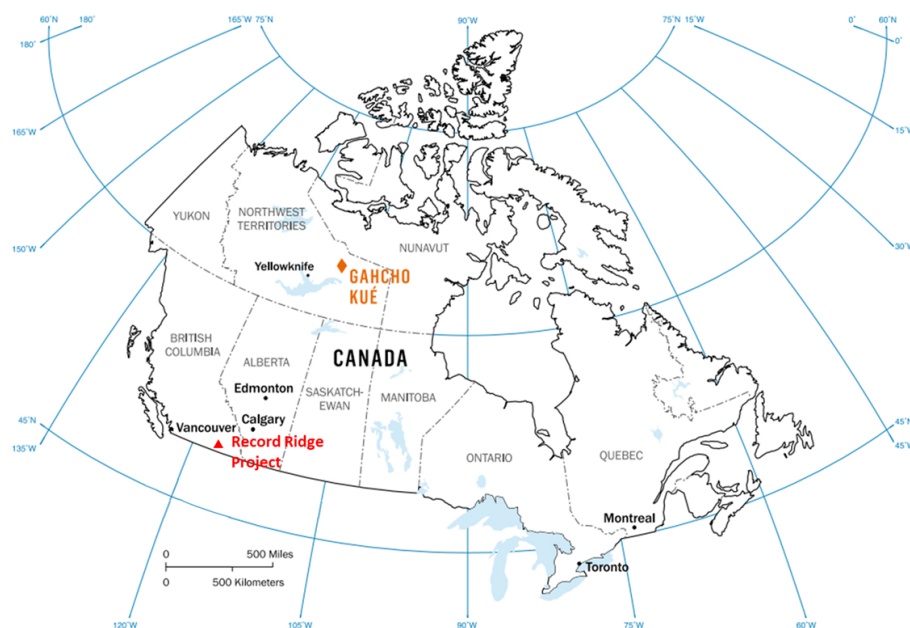 60°N
180°
165°W
75°N
90°W
75°N
15°W
0°
60°N
180°
0°
165°W
15°W
YUKON
NORTHWEST
TERRITORIES
NUNAVUT
150°W
30°W
Yellowknife
GAHCHO
KUÉ
BRITISH
COLUMBIA
ALBERTA
CANADA
Edmonton
SASKATCH-
EWAN
MANITOBA
45°N
135°W
Vancouver
Calgary
Record Ridge
Project
ONTARIO
QUEBEC
45°N
45°W
Montreal
Toronto
0
500 Miles
0
500 Kilometers
120°W
105°W
90°W
75°W
60°W